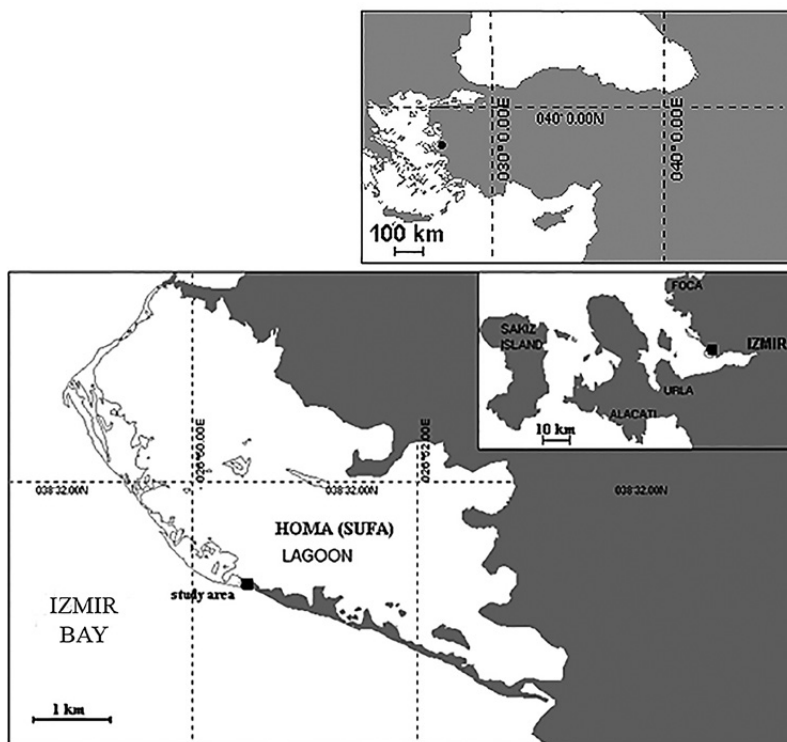 040° 0.00N
030° 0.00E
040° 0.00E
100 km
FOCA
SAKIZ
ISLAND
IZMIR
URLA
ALACATI
10 km
026°50.00E
026°52.00E
038°32.00N
038°32.00N
038°32.00N
HOMA (SUFA)
LAGOON
study area
IZMIR
BAY
1 km